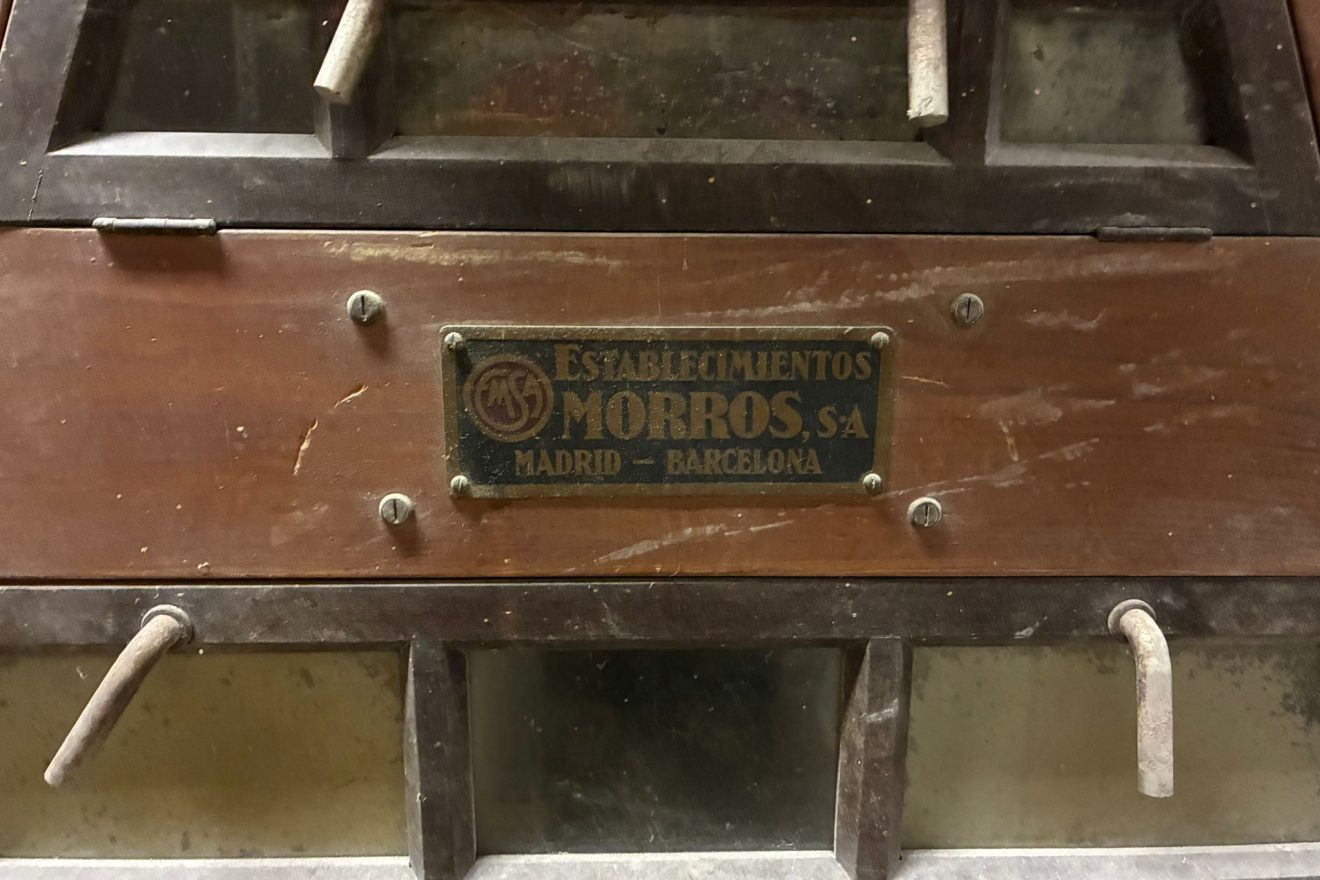 EMSA
ESTABLECIMIENTOS
MORROS, S·A
MADRID — BARCELONA